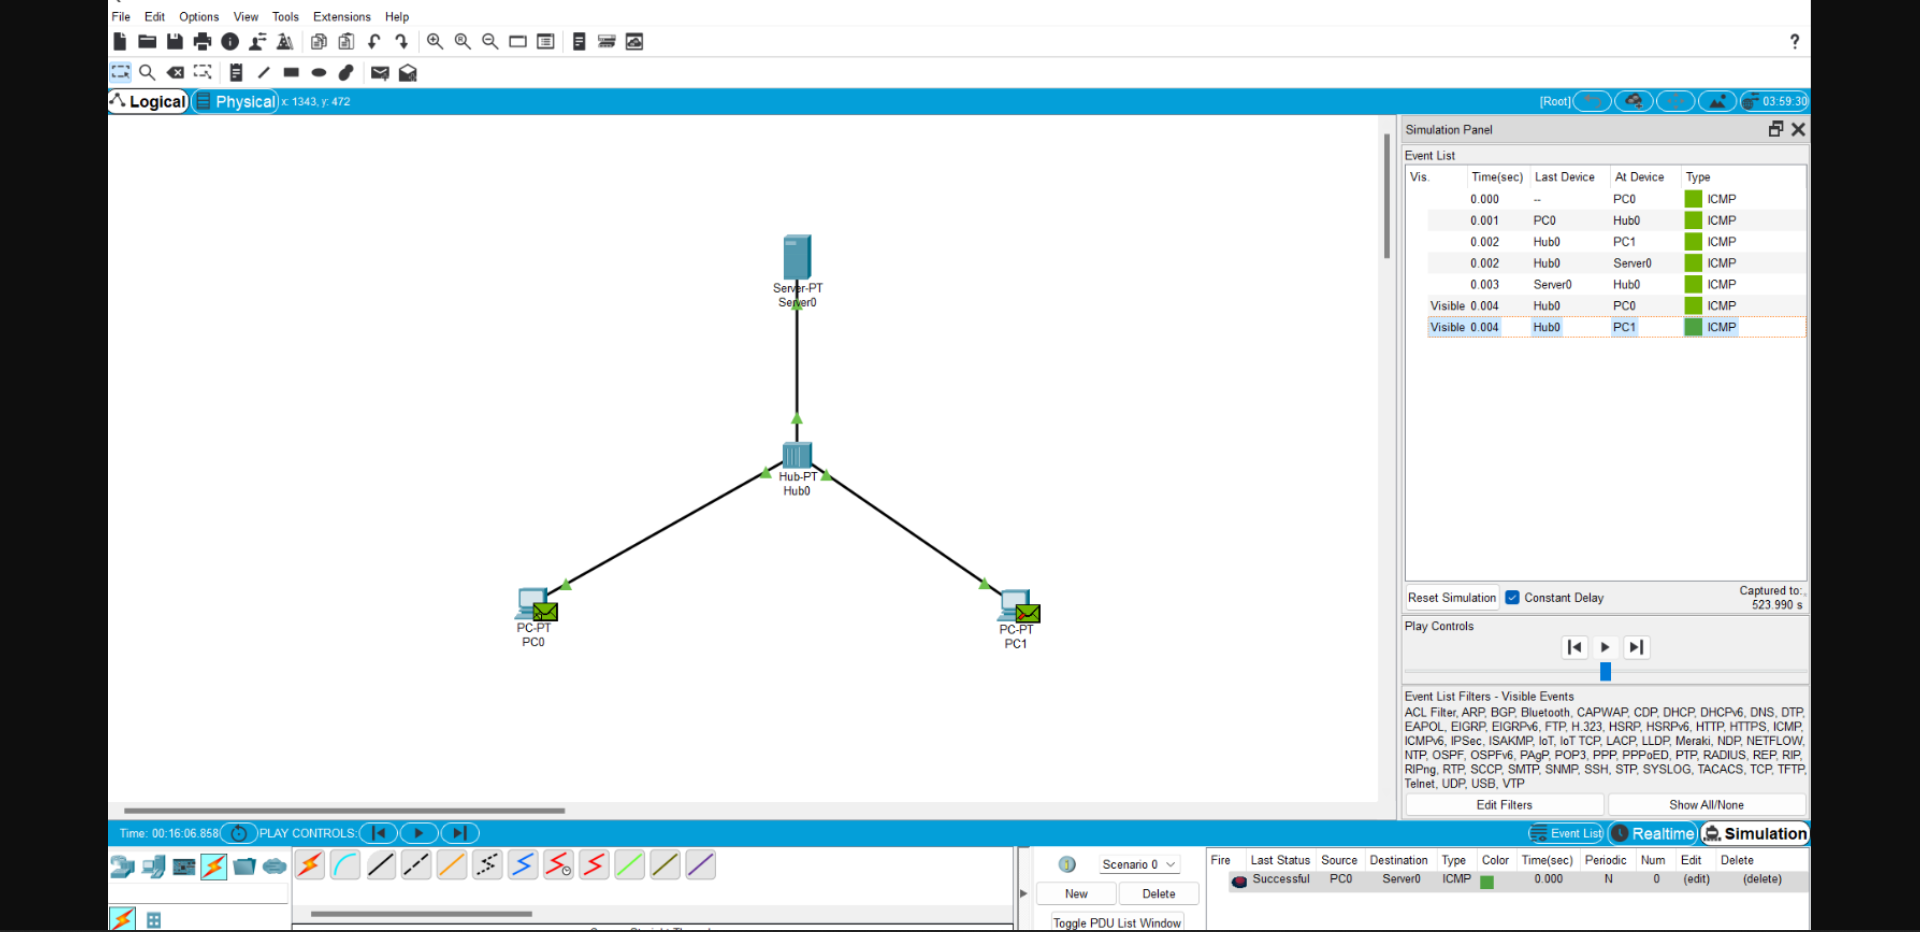 File Edit Options View Tools Extensions Help
?
Logical Physical x: 1343, y: 472 [Root] 03:59:30
Simulation Panel
Event List
Vis. Time(sec) Last Device At Device Type
0.000 -- PC0 ICMP
0.001 PC0 Hub0 ICMP
0.002 Hub0 PC1 ICMP
0.002 Hub0 Server0 ICMP
0.003 Server0 Hub0 ICMP
Visible 0.004 Hub0 PC0 ICMP
Visible 0.004 Hub0 PC1 ICMP
Server-PT
Server0
Hub-PT
Hub0
PC-PT
PC0
PC-PT
PC1
Reset Simulation Constant Delay Captured to:
523.990 s
Play Controls
Event List Filters - Visible Events
ACL Filter, ARP, BGP, Bluetooth, CAPWAP, CDP, DHCP, DHCPv6, DNS, DTP,
EAPOL, EIGRP, EIGRPv6, FTP, H.323, HSRP, HSRPv6, HTTP, HTTPS, ICMP,
ICMPv6, IPSec, ISAKMP, IoT, IoT TCP, LACP, LLDP, Meraki, NDP, NETFLOW,
NTP, OSPF, OSPFv6, PAgP, POP3, PPP, PPPoED, PTP, RADIUS, REP, RIP,
RIPng, RTP, SCCP, SMTP, SNMP, SSH, STP, SYSLOG, TACACS, TCP, TFTP,
Telnet, UDP, USB, VTP
Edit Filters Show All/None
Time: 00:16:06.858 PLAY CONTROLS: Event List Realtime Simulation
Scenario 0
New Delete
Toggle PDU List Window
Fire Last Status Source Destination Type Color Time(sec) Periodic Num Edit Delete
Successful PC0 Server0 ICMP 0.000 N 0 (edit) (delete)